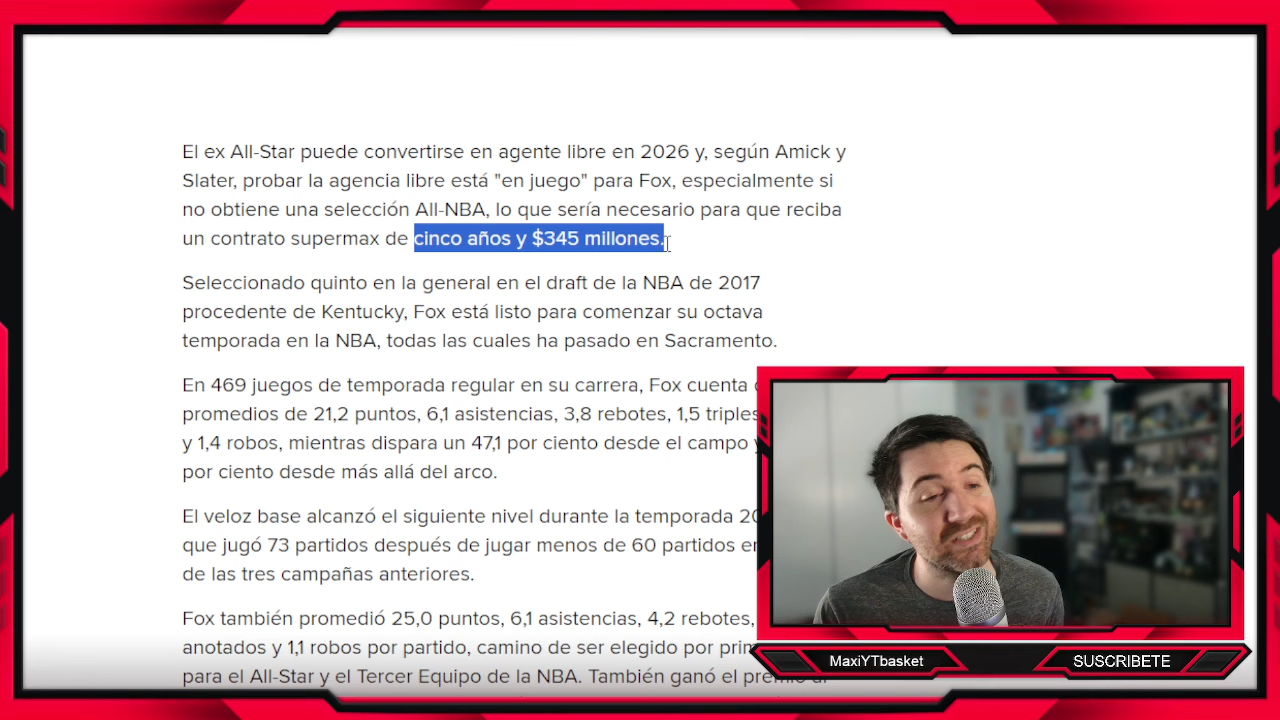 El ex All-Star puede convertirse en agente libre en 2026 y, según Amick y
Slater, probar la agencia libre está "en juego" para Fox, especialmente si
no obtiene una selección All-NBA, lo que sería necesario para que reciba
un contrato supermax de cinco años y $345 millones.
Seleccionado quinto en la general en el draft de la NBA de 2017
procedente de Kentucky, Fox está listo para comenzar su octava
temporada en la NBA, todas las cuales ha pasado en Sacramento.
En 469 juegos de temporada regular en su carrera, Fox cuenta
promedios de 21,2 puntos, 6,1 asistencias, 3,8 rebotes, 1,5 triples
y 1,4 robos, mientras dispara un 47,1 por ciento desde el campo y
por ciento desde más allá del arco.
El veloz base alcanzó el siguiente nivel durante la temporada
que jugó 73 partidos después de jugar menos de 60 partidos
de las tres campañas anteriores.
Fox también promedió 25,0 puntos, 6,1 asistencias, 4,2 rebotes,
anotados y 1,1 robos por partido, camino de ser elegido por
para el All-Star y el Tercer Equipo de la NBA. También ganó el
MaxiYTbasket
SUSCRIBETE